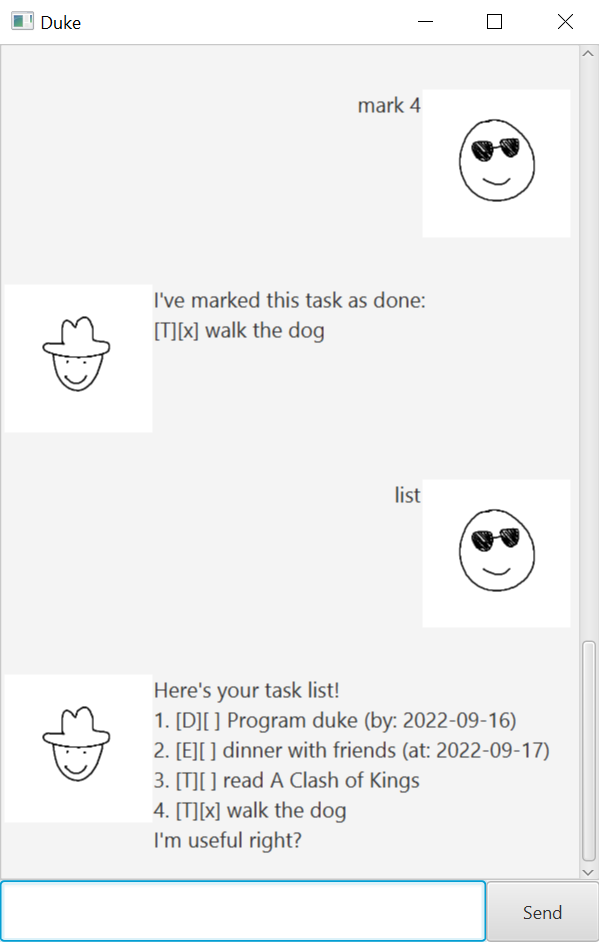 Duke
mark 4
I've marked this task as done:
[T][x] walk the dog
list
Here's your task list!
1. [D][ ] Program duke (by: 2022-09-16)
2. [E][ ] dinner with friends (at: 2022-09-17)
3. [T][ ] read A Clash of Kings
4. [T][x] walk the dog
I'm useful right?
Send